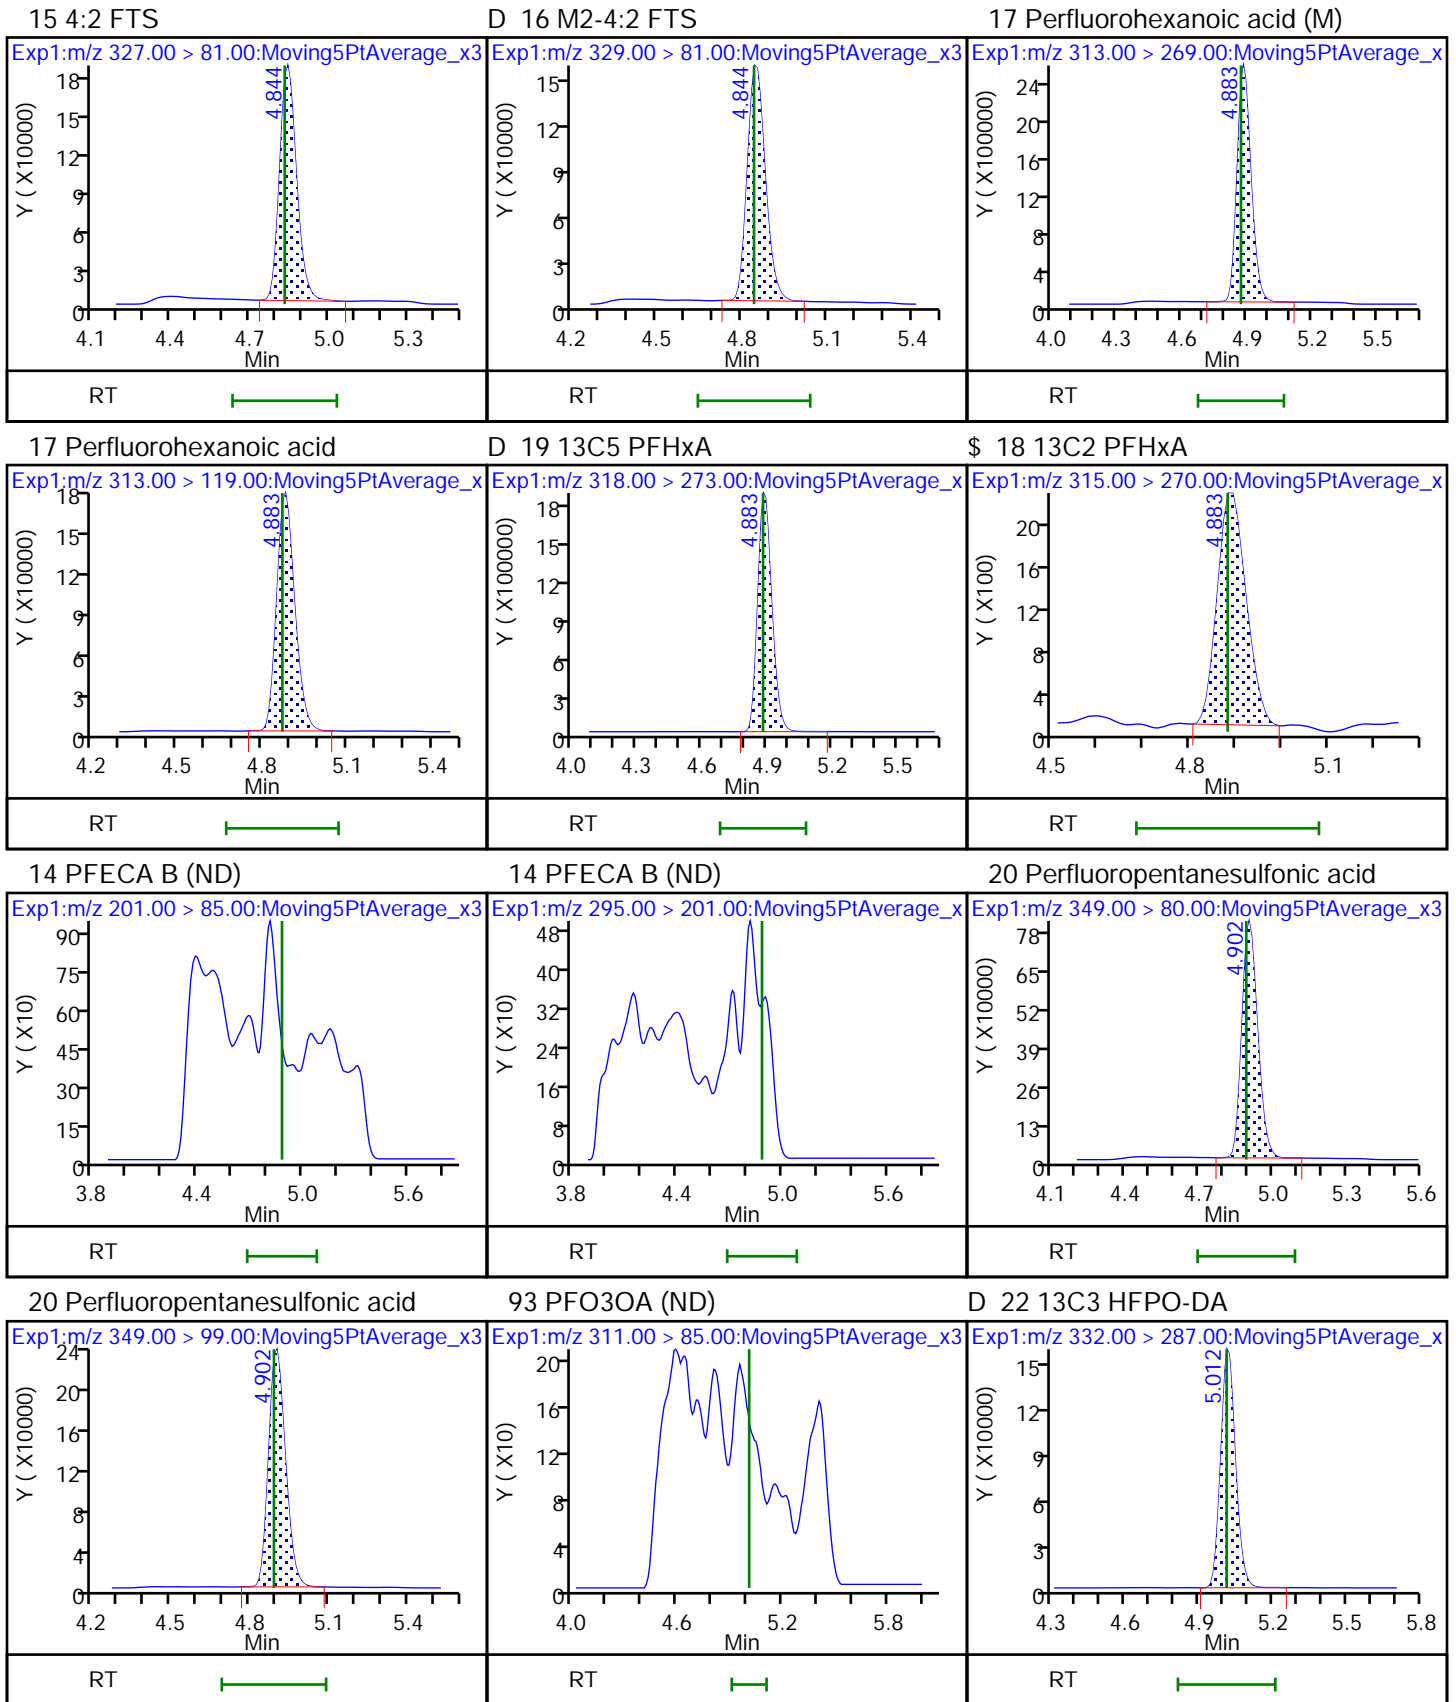 15 4:2 FTS
Exp1:m/z 327.00 > 81.00:Moving5PtAverage_x3
Y ( X10000)
18
15
12
9
6
3
0
4.844
4.1 4.4 4.7 5.0 5.3
Min
RT
D 16 M2-4:2 FTS
Exp1:m/z 329.00 > 81.00:Moving5PtAverage_x3
Y ( X10000)
15
12
9
6
3
0
4.844
4.2 4.5 4.8 5.1 5.4
Min
RT
17 Perfluorohexanoic acid (M)
Exp1:m/z 313.00 > 269.00:Moving5PtAverage_x
Y ( X100000)
24
20
16
12
8
4
0
4.883
4.0 4.3 4.6 4.9 5.2 5.5
Min
RT
17 Perfluorohexanoic acid
Exp1:m/z 313.00 > 119.00:Moving5PtAverage_x
Y ( X10000)
18
15
12
9
6
3
0
4.883
4.2 4.5 4.8 5.1 5.4
Min
RT
D 19 13C5 PFHxA
Exp1:m/z 318.00 > 273.00:Moving5PtAverage_x
Y ( X100000)
18
15
12
9
6
3
0
4.883
4.0 4.3 4.6 4.9 5.2 5.5
Min
RT
$ 18 13C2 PFHxA
Exp1:m/z 315.00 > 270.00:Moving5PtAverage_x
Y ( X100)
20
16
12
8
4
0
4.883
4.5 4.8 5.1
Min
RT
14 PFECA B (ND)
Exp1:m/z 201.00 > 85.00:Moving5PtAverage_x3
Y ( X10)
90
75
60
45
30
15
0
3.8 4.4 5.0 5.6
Min
RT
14 PFECA B (ND)
Exp1:m/z 295.00 > 201.00:Moving5PtAverage_x
Y ( X10)
48
40
32
24
16
8
0
3.8 4.4 5.0 5.6
Min
RT
20 Perfluoropentanesulfonic acid
Exp1:m/z 349.00 > 80.00:Moving5PtAverage_x3
Y ( X10000)
78
65
52
39
26
13
0
4.902
4.1 4.4 4.7 5.0 5.3 5.6
Min
RT
20 Perfluoropentanesulfonic acid
Exp1:m/z 349.00 > 99.00:Moving5PtAverage_x3
Y ( X10000)
24
20
16
12
8
4
0
4.902
4.2 4.5 4.8 5.1 5.4
Min
RT
93 PFO3OA (ND)
Exp1:m/z 311.00 > 85.00:Moving5PtAverage_x3
Y ( X10)
20
16
12
8
4
0
4.0 4.6 5.2 5.8
Min
RT
D 22 13C3 HFPO-DA
Exp1:m/z 332.00 > 287.00:Moving5PtAverage_x
Y ( X10000)
15
12
9
6
3
0
5.012
4.3 4.6 4.9 5.2 5.5 5.8
Min
RT